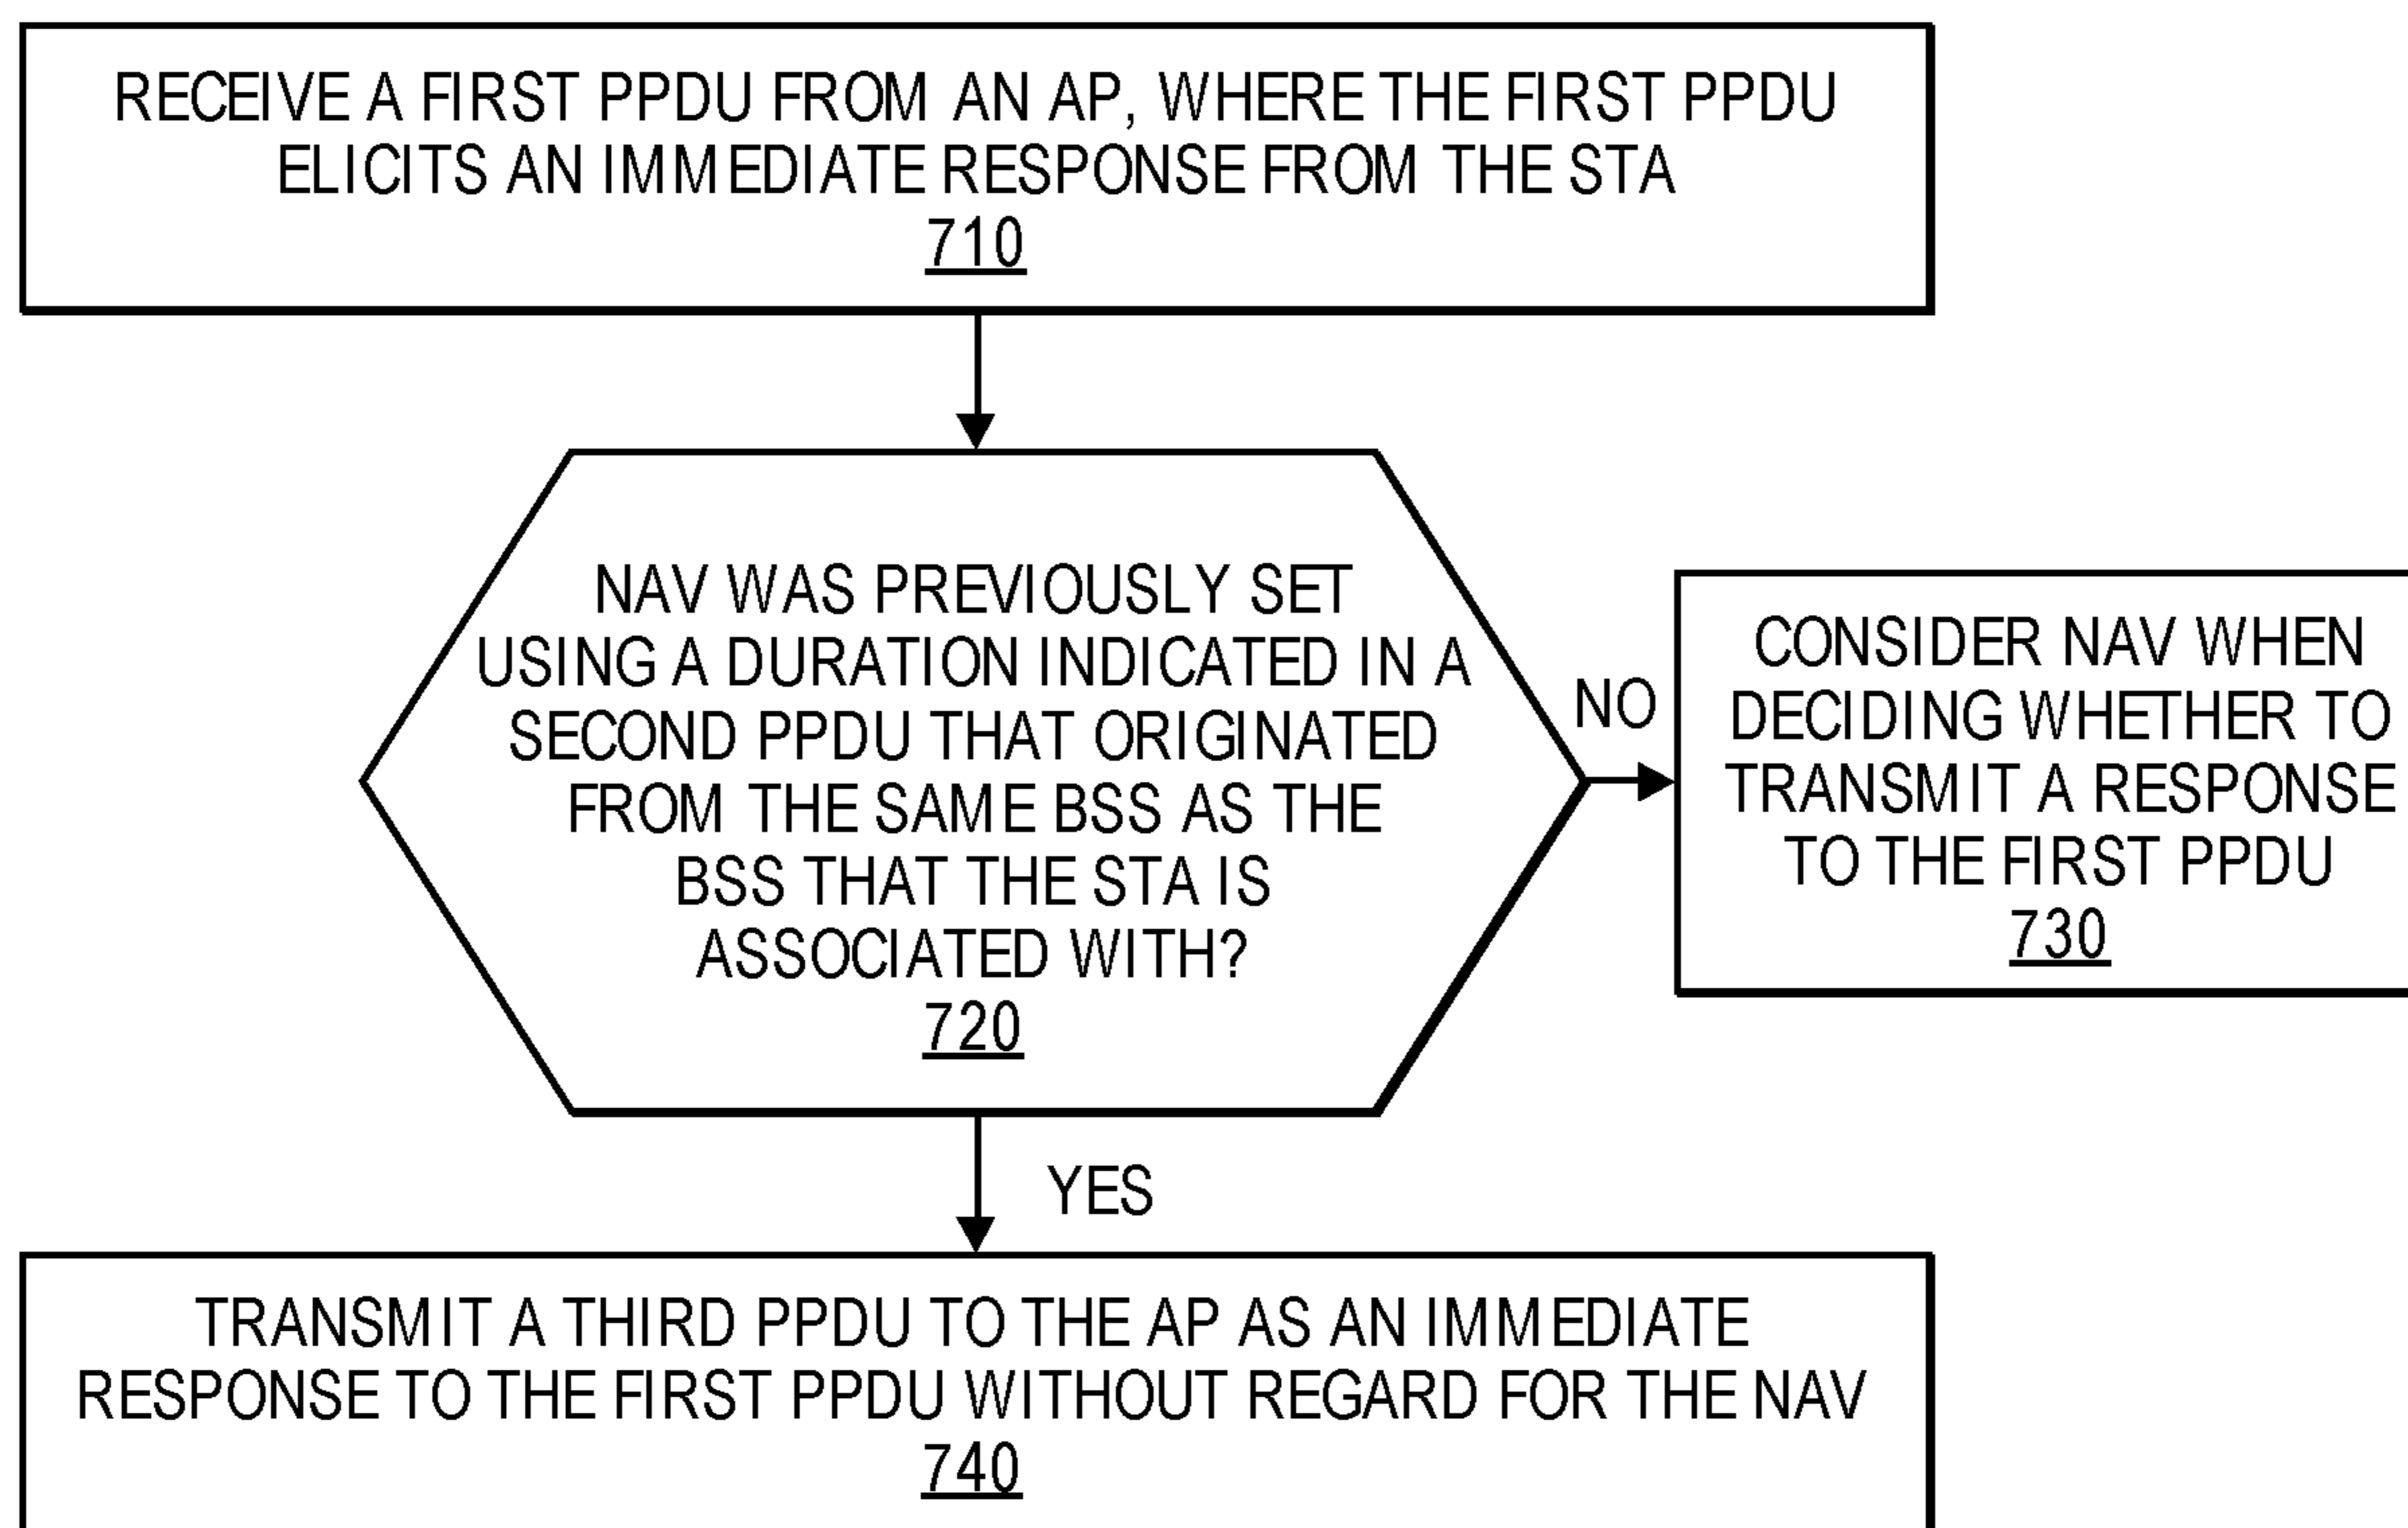 RECEIVE A FIRST PPDU FROM AN AP, WHERE THE FIRST PPDU
ELICITS AN IMMEDIATE RESPONSE FROM THE STA
710
NAV WAS PREVIOUSLY SET
USING A DURATION INDICATED IN A
SECOND PPDU THAT ORIGINATED
FROM THE SAME BSS AS THE
BSS THAT THE STA IS
ASSOCIATED WITH?
720
NO
CONSIDER NAV WHEN
DECIDING WHETHER TO
TRANSMIT A RESPONSE
TO THE FIRST PPDU
730
YES
TRANSMIT A THIRD PPDU TO THE AP AS AN IMMEDIATE
RESPONSE TO THE FIRST PPDU WITHOUT REGARD FOR THE NAV
740